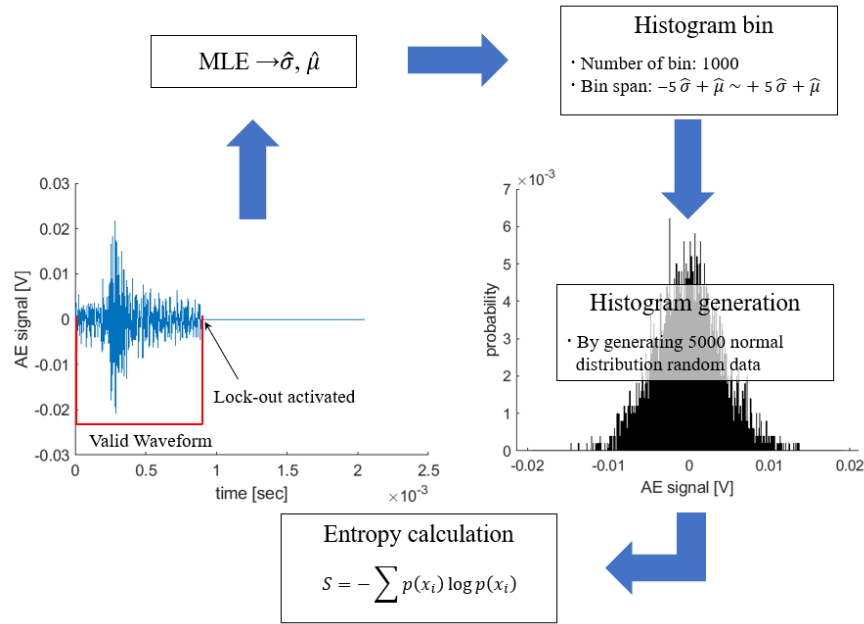 MLE →σ̂, μ̂
Histogram bin
· Number of bin: 1000
· Bin span: −5 σ̂ + μ̂ ~ + 5 σ̂ + μ̂
0.03
0.02
0.01
0
-0.01
-0.02
-0.03
AE signal [V]
0
0.5
1
1.5
2
2.5
time [sec]
×10⁻³
Lock-out activated
Valid Waveform
×10⁻³
7
6
5
4
3
2
1
0
probability
-0.02
-0.01
0
0.01
0.02
AE signal [V]
Histogram generation
· By generating 5000 normal
distribution random data
Entropy calculation
S = − ∑ p(xᵢ) log p(xᵢ)